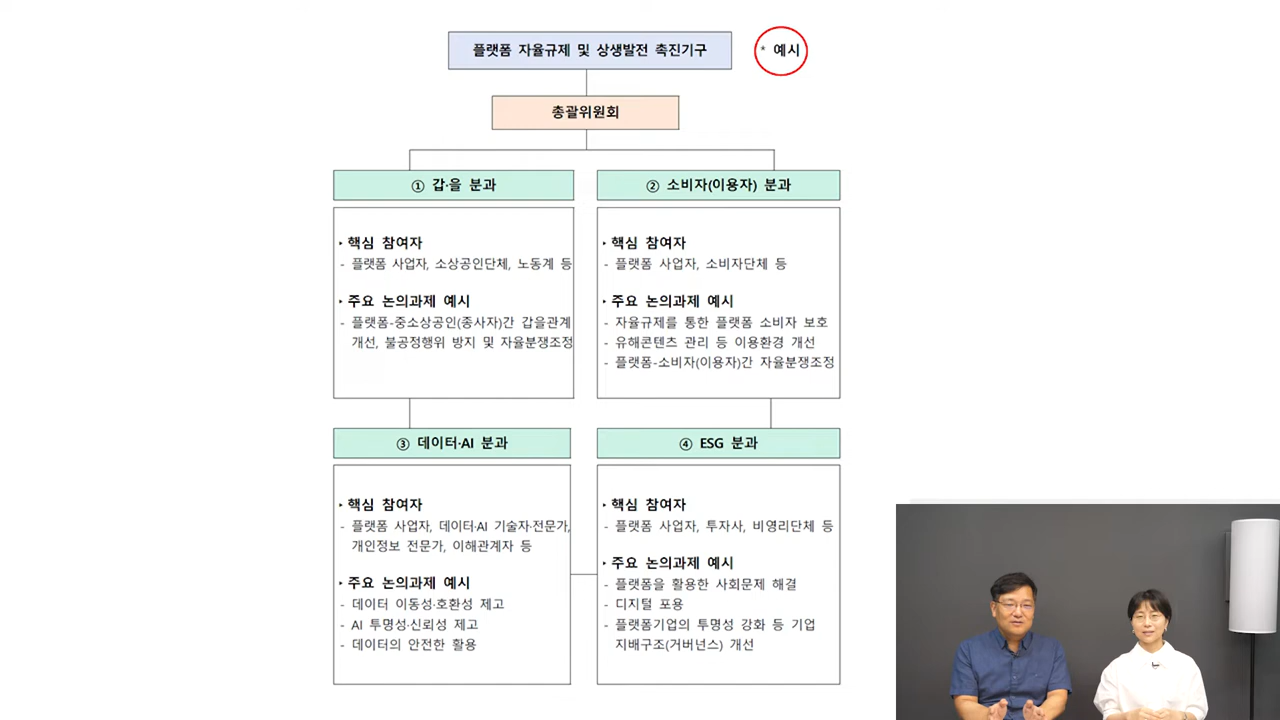 플랫폼 자율규제 및 상생발전 촉진기구
* 예시
총괄위원회
① 갑·을 분과
▸핵심 참여자
- 플랫폼 사업자, 소상공인단체, 노동계 등
▸주요 논의과제 예시
- 플랫폼-중소상공인(종사자)간 갑을관계
개선, 불공정행위 방지 및 자율분쟁조정
② 소비자(이용자) 분과
▸핵심 참여자
- 플랫폼 사업자, 소비자단체 등
▸주요 논의과제 예시
- 자율규제를 통한 플랫폼 소비자 보호
- 유해콘텐츠 관리 등 이용환경 개선
- 플랫폼-소비자(이용자)간 자율분쟁조정
③ 데이터·AI 분과
▸핵심 참여자
- 플랫폼 사업자, 데이터·AI 기술자·전문가,
개인정보 전문가, 이해관계자 등
▸주요 논의과제 예시
- 데이터 이동성·호환성 제고
- AI 투명성·신뢰성 제고
- 데이터의 안전한 활용
④ ESG 분과
▸핵심 참여자
- 플랫폼 사업자, 투자사, 비영리단체 등
▸주요 논의과제 예시
- 플랫폼을 활용한 사회문제 해결
- 디지털 포용
- 플랫폼기업의 투명성 강화 등 기업
지배구조(거버넌스) 개선